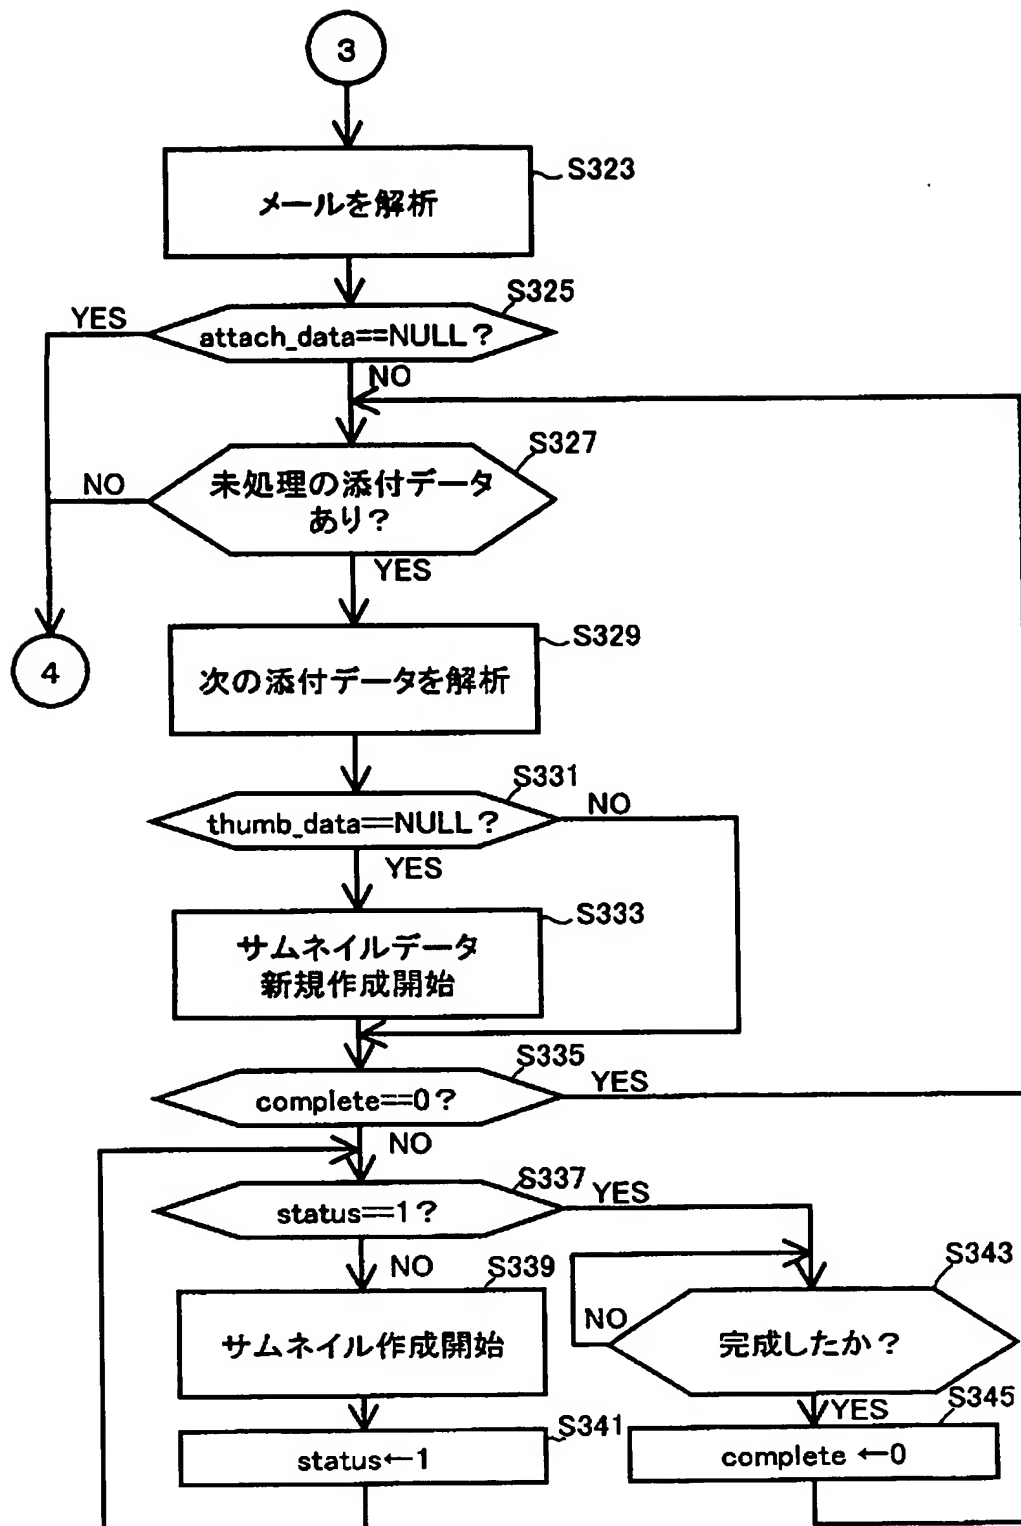 3
S323
メールを解析
S325
YES
attach_data==NULL?
NO
S327
NO
未処理の添付データ
あり?
YES
S329
4
次の添付データを解析
S331
NO
thumb_data==NULL?
YES
S333
サムネイルデータ
新規作成開始
S335
YES
complete==0?
NO
S337
YES
status==1?
NO
S339
S343
サムネイル作成開始
NO
完成したか?
YES
S345
S341
status←1
complete ←0